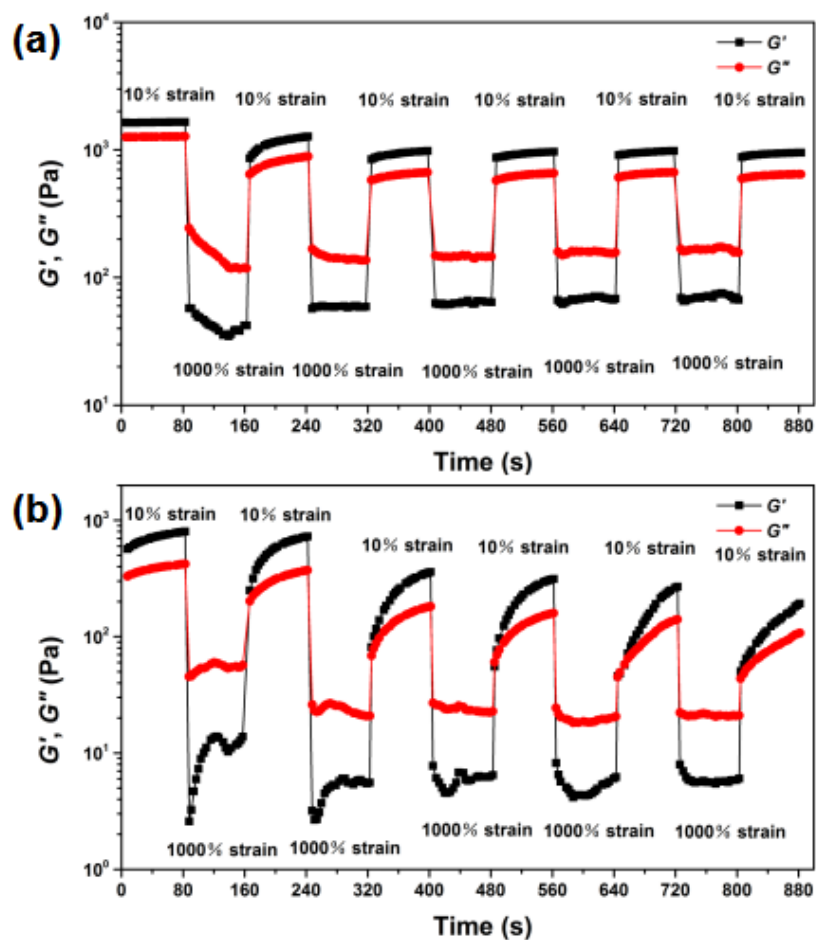 (a)
10⁴
10³
10²
10¹
G', G" (Pa)
G'
G"
10% strain
10% strain
10% strain
10% strain
10% strain
10% strain
1000% strain
1000% strain
1000% strain
1000% strain
1000% strain
0 80 160 240 320 400 480 560 640 720 800 880
Time (s)
(b)
10³
10²
10¹
10⁰
G', G" (Pa)
G'
G"
10% strain
10% strain
10% strain
10% strain
10% strain
10% strain
1000% strain
1000% strain
1000% strain
1000% strain
1000% strain
0 80 160 240 320 400 480 560 640 720 800 880
Time (s)